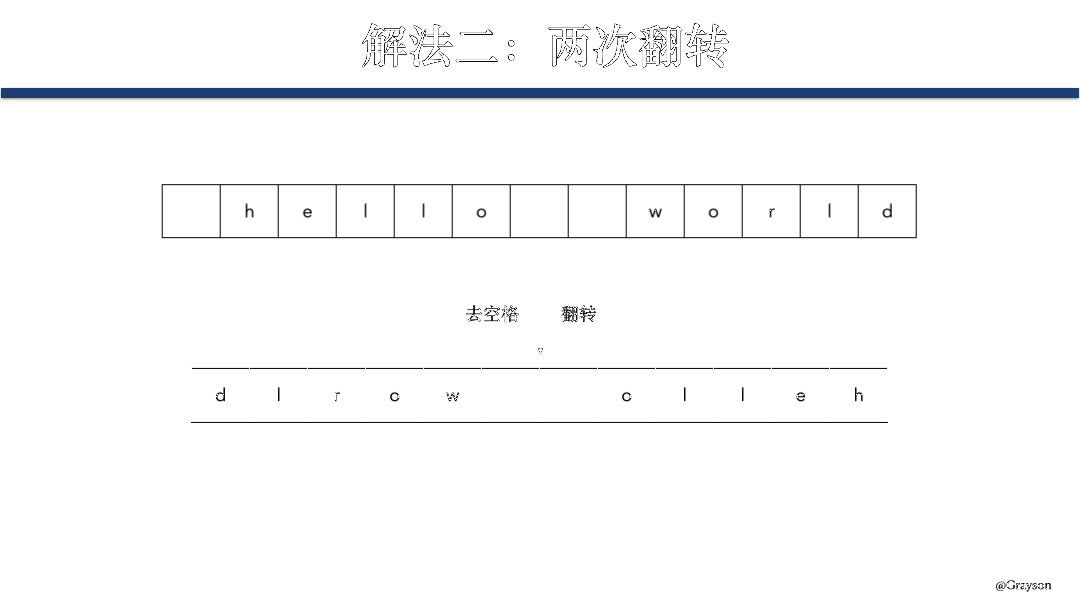 解法二：两次翻转
h e l l o w o r l d
去空格 翻转
d l r c w c l l e h
@Grayson